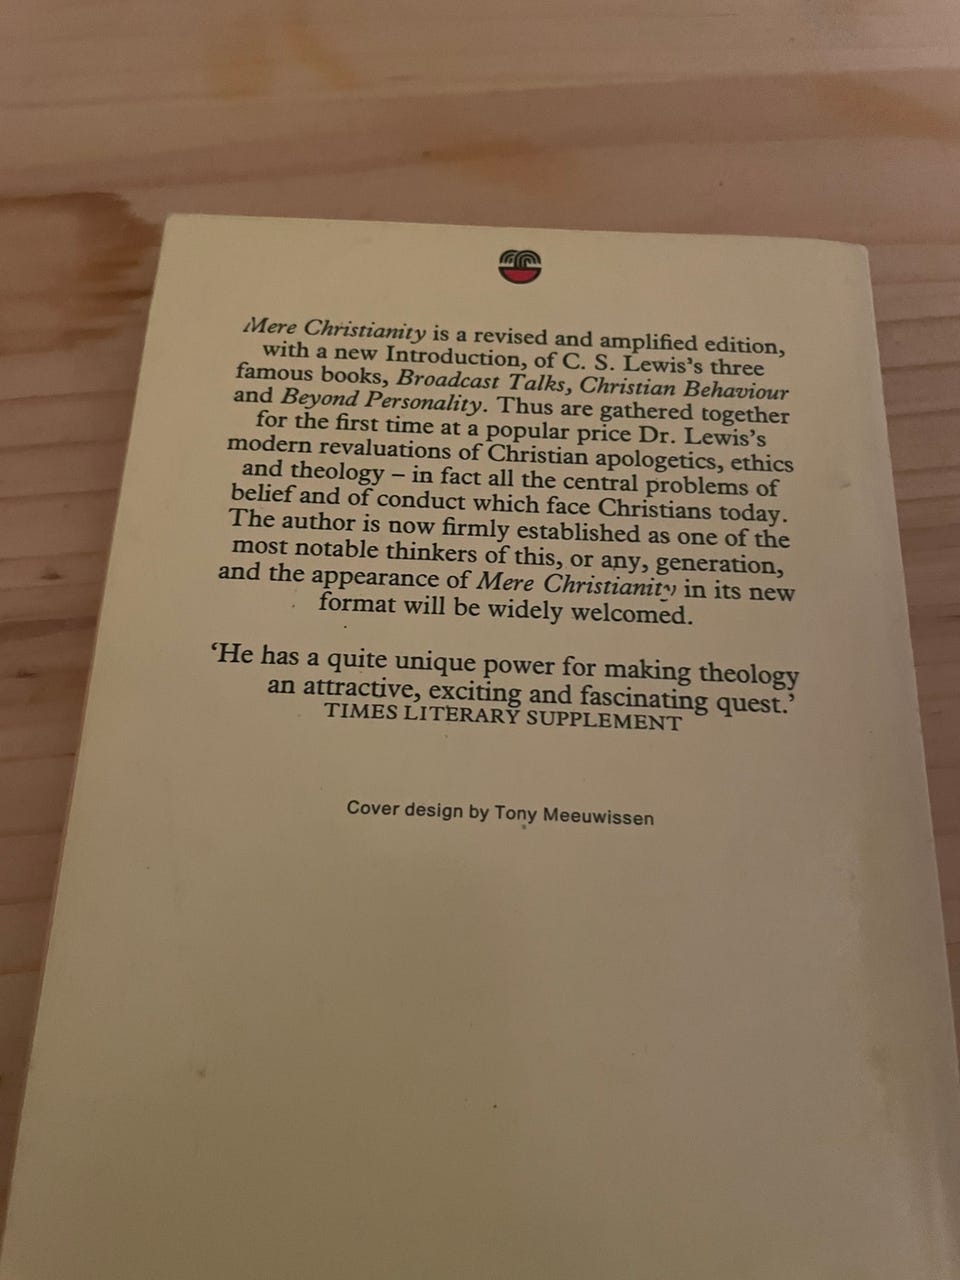 Mere Christianity is a revised and amplified edition,
with a new Introduction, of C. S. Lewis's three
famous books, Broadcast Talks, Christian Behaviour
and Beyond Personality. Thus are gathered together
for the first time at a popular price Dr. Lewis's
modern revaluations of Christian apologetics, ethics
and theology – in fact all the central problems of
belief and of conduct which face Christians today.
The author is now firmly established as one of the
most notable thinkers of this, or any, generation,
and the appearance of Mere Christianity in its new
format will be widely welcomed.
‘He has a quite unique power for making theology
an attractive, exciting and fascinating quest.’
TIMES LITERARY SUPPLEMENT
Cover design by Tony Meeuwissen